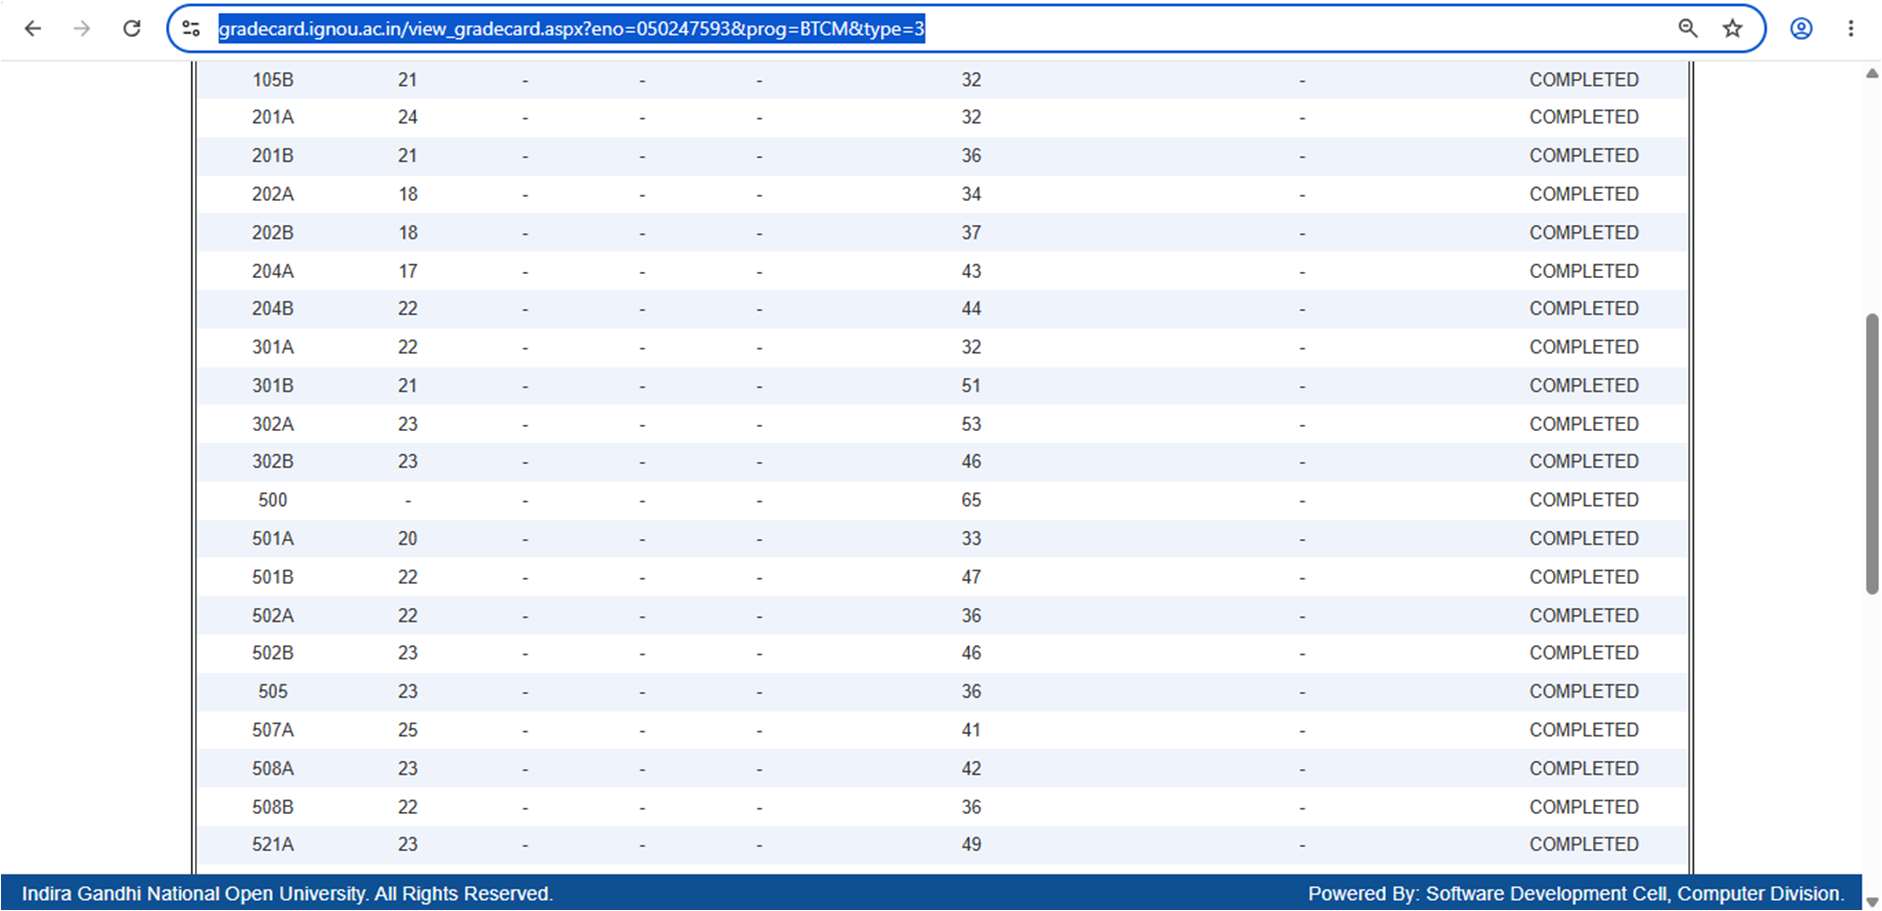 gradecard.ignou.ac.in/view_gradecard.aspx?eno=050247593&prog=BTCM&type=3
105B 21 - - - 32 - COMPLETED
201A 24 - - - 32 - COMPLETED
201B 21 - - - 36 - COMPLETED
202A 18 - - - 34 - COMPLETED
202B 18 - - - 37 - COMPLETED
204A 17 - - - 43 - COMPLETED
204B 22 - - - 44 - COMPLETED
301A 22 - - - 32 - COMPLETED
301B 21 - - - 51 - COMPLETED
302A 23 - - - 53 - COMPLETED
302B 23 - - - 46 - COMPLETED
500 - - - - 65 - COMPLETED
501A 20 - - - 33 - COMPLETED
501B 22 - - - 47 - COMPLETED
502A 22 - - - 36 - COMPLETED
502B 23 - - - 46 - COMPLETED
505 23 - - - 36 - COMPLETED
507A 25 - - - 41 - COMPLETED
508A 23 - - - 42 - COMPLETED
508B 22 - - - 36 - COMPLETED
521A 23 - - - 49 - COMPLETED
Indira Gandhi National Open University. All Rights Reserved. Powered By: Software Development Cell, Computer Division.